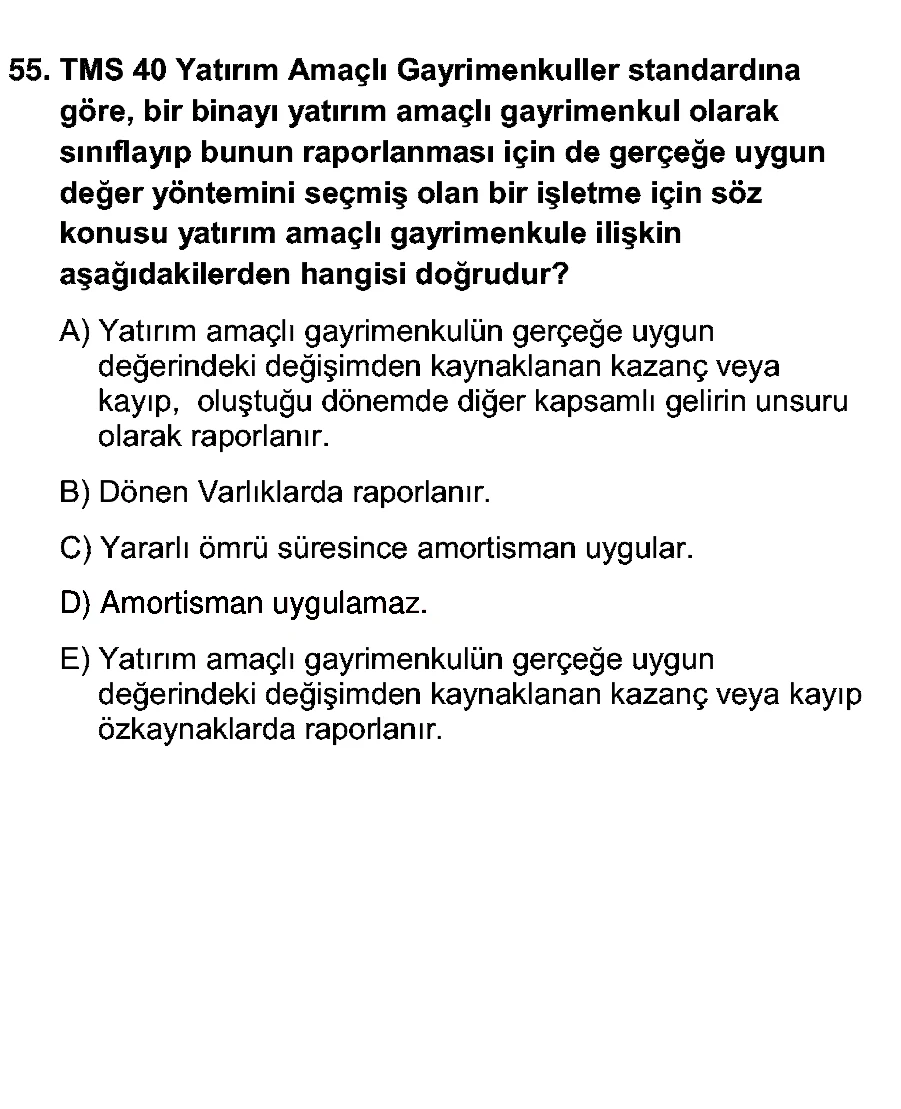 55. TMS 40 Yatırım Amaçlı Gayrimenkuller standardına
göre, bir binayı yatırım amaçlı gayrimenkul olarak
sınıflayıp bunun raporlanması için de gerçeğe uygun
değer yöntemini seçmiş olan bir işletme için söz
konusu yatırım amaçlı gayrimenkule ilişkin
aşağıdakilerden hangisi doğrudur?
A) Yatırım amaçlı gayrimenkulün gerçeğe uygun
değerindeki değişimden kaynaklanan kazanç veya
kayıp, oluştuğu dönemde diğer kapsamlı gelirin unsuru
olarak raporlanır.
B) Dönen Varlıklarda raporlanır.
C) Yararlı ömrü süresince amortisman uygular.
D) Amortisman uygulamaz.
E) Yatırım amaçlı gayrimenkulün gerçeğe uygun
değerindeki değişimden kaynaklanan kazanç veya kayıp
özkaynaklarda raporlanır.